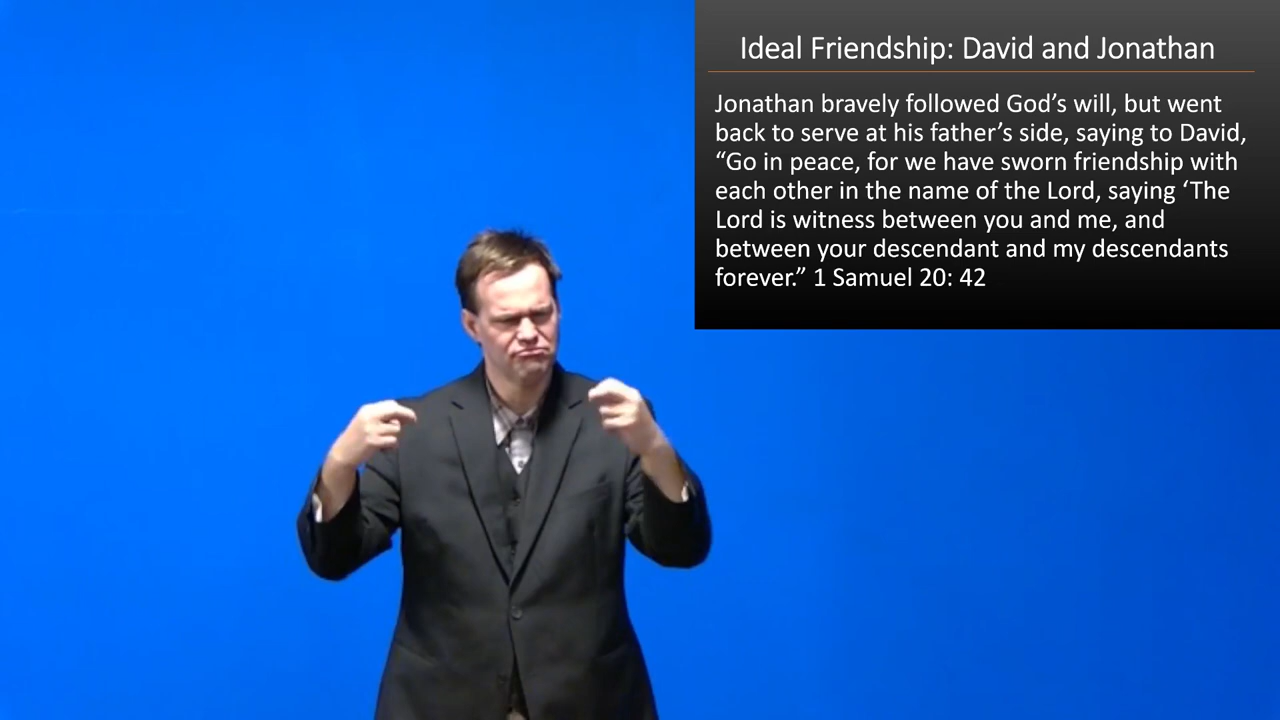 Ideal Friendship: David and Jonathan
Jonathan bravely followed God’s will, but went
back to serve at his father’s side, saying to David,
“Go in peace, for we have sworn friendship with
each other in the name of the Lord, saying ‘The
Lord is witness between you and me, and
between your descendant and my descendants
forever.” 1 Samuel 20: 42